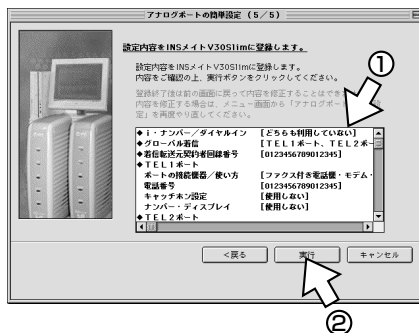 アナログポートの簡単設定（5／5）
設定内容をINSメイトV30Slimに登録します。
設定内容をINSメイトV30Slimに登録します。
内容をご確認の上、実行ボタンをクリックしてください。
登録終了後は前の画面に戻って内容を修正することはでき
内容を修正する場合は、メニュー画面から「アナログポー
定」を再度やり直してください。
①
◆i・ナンバー／ダイヤルイン [どちらも利用していない]
◆グローバル着信 [TEL1ポート、TEL2ポー
◆着信転送元契約者回線番号 [0123456789012345]
◆TEL1ポート
ポートの接続機器／使い方 [ファクス付き電話機・モデム・
電話番号 [0123456789012345]
キャッチホン設定 [使用しない]
ナンバー・ディスプレイ [使用しない]
◆TEL2ポート
<戻る 実行 キャンセル
②